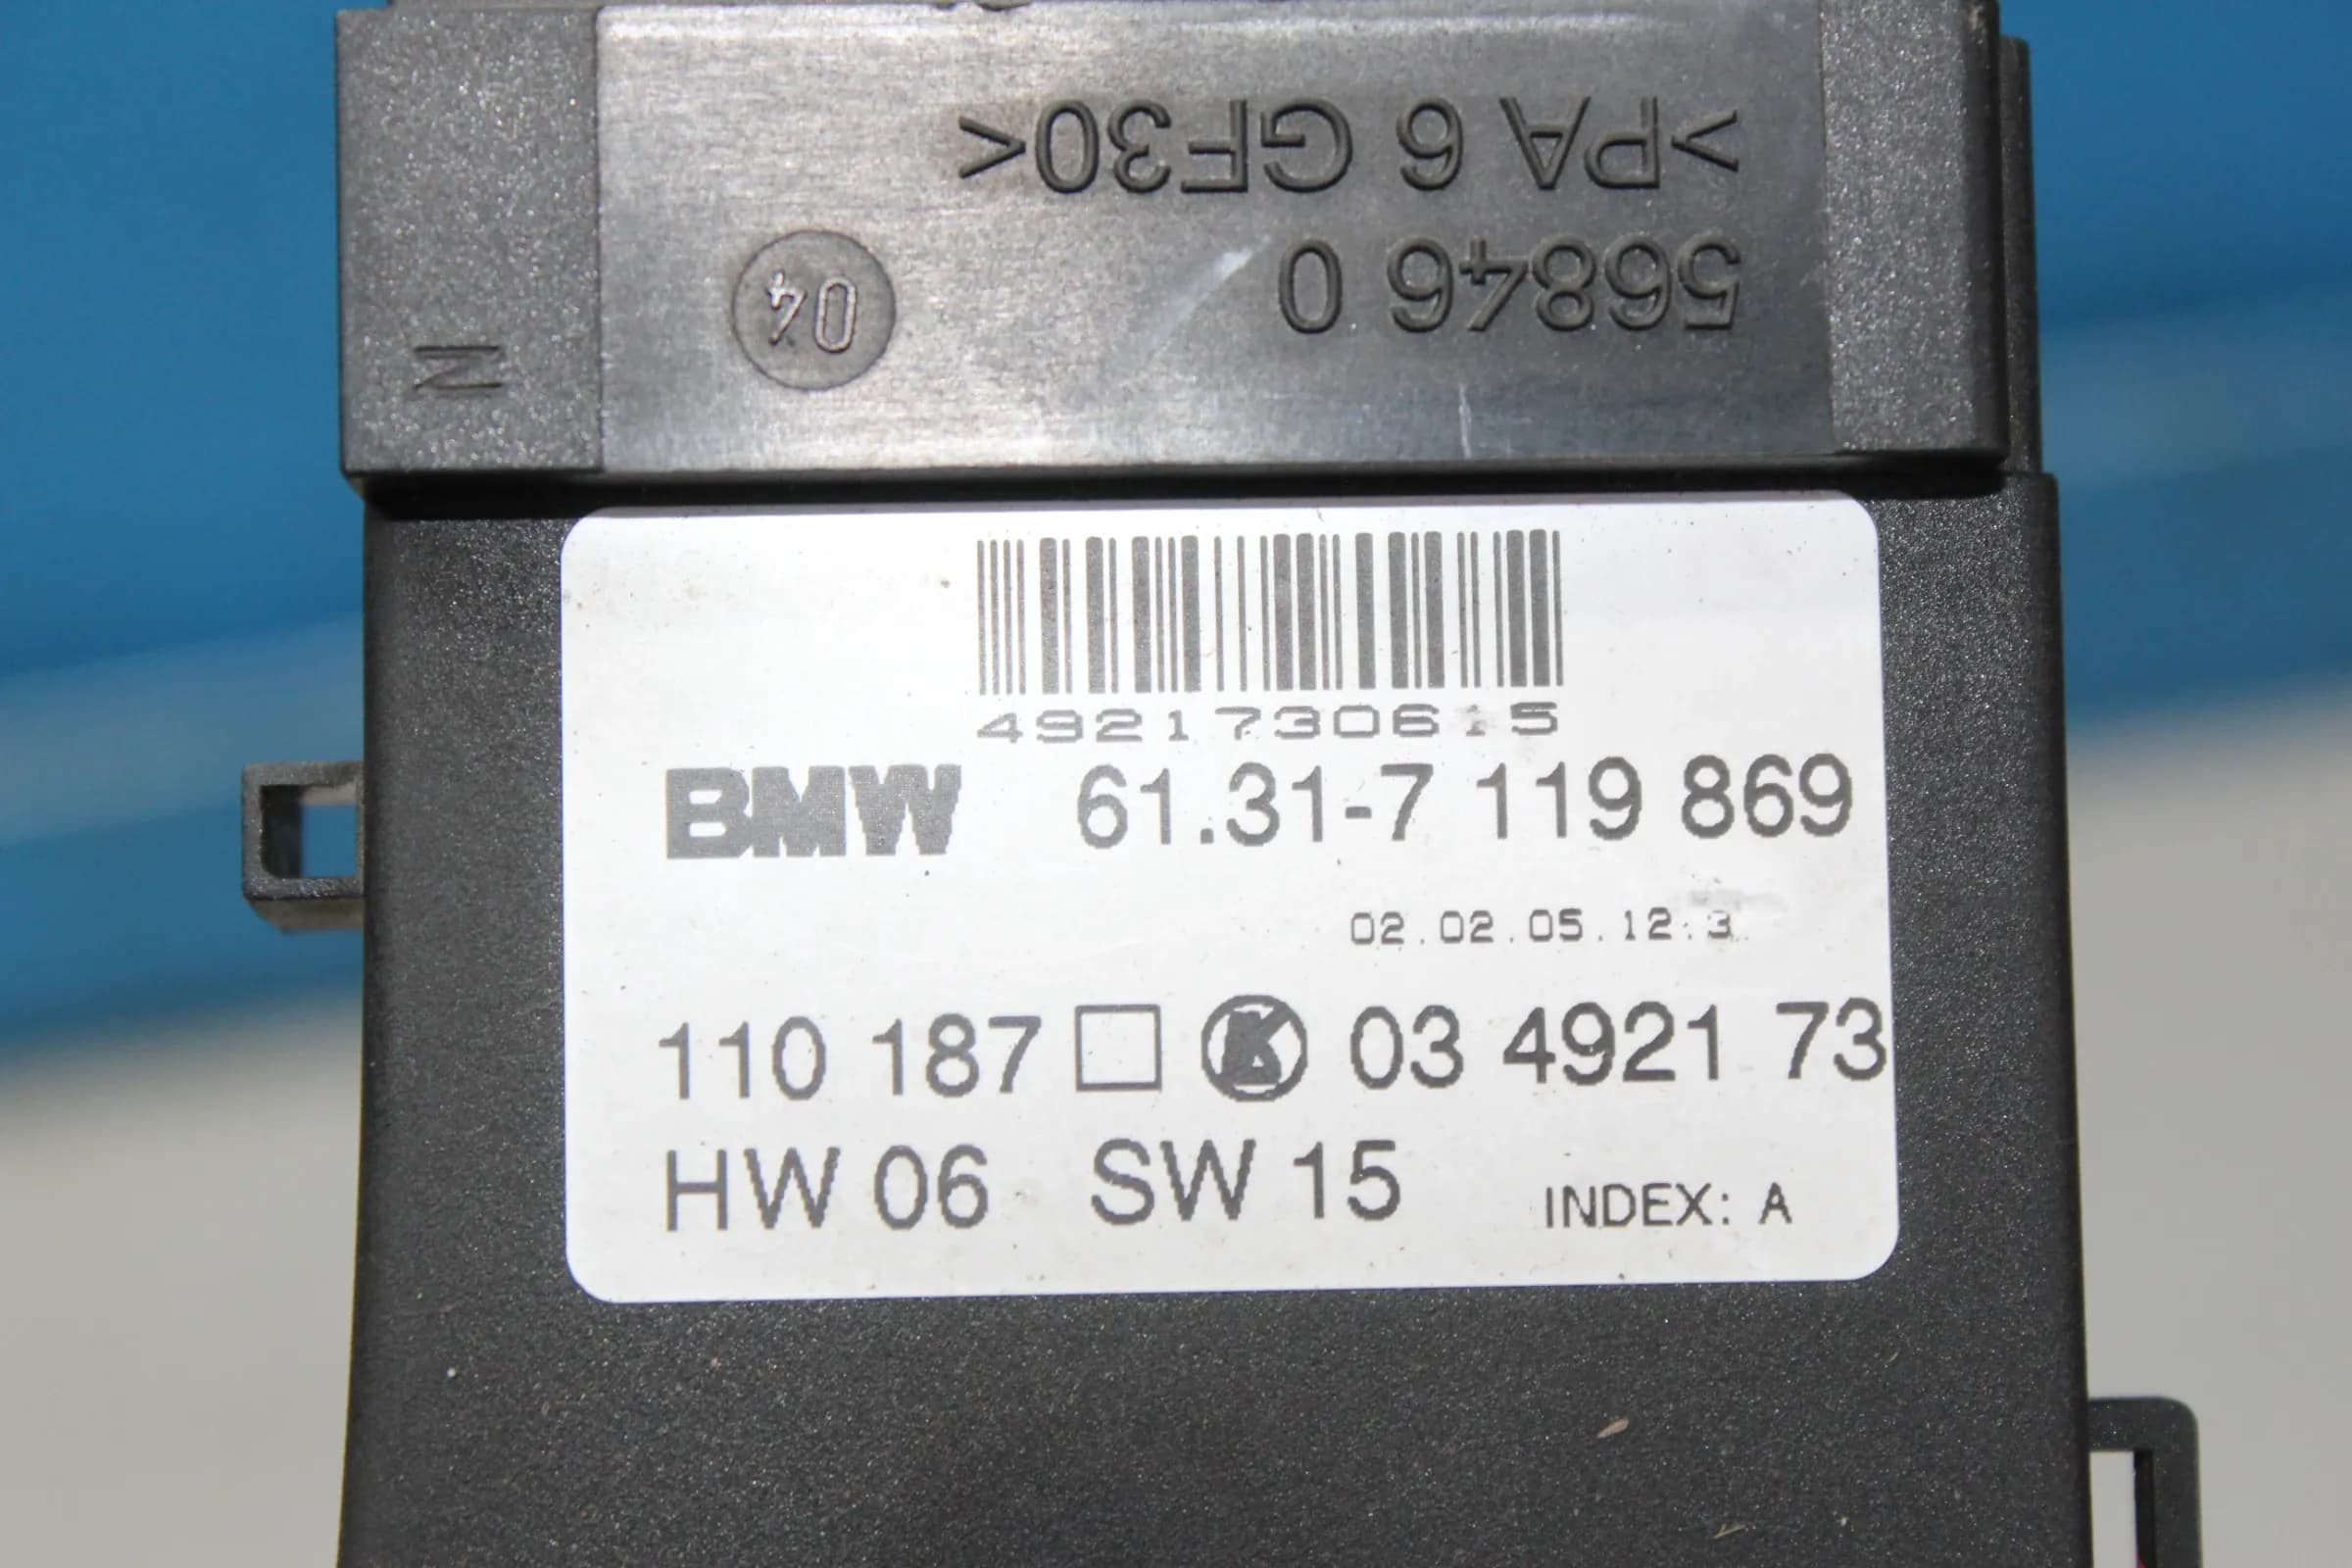 >PA 6 GF30<
56846 0
04
N
4921730615
BMW 61.31-7 119 869
02.02.05.12:3
110 187 03 4921 73
HW 06 SW 15 INDEX: A